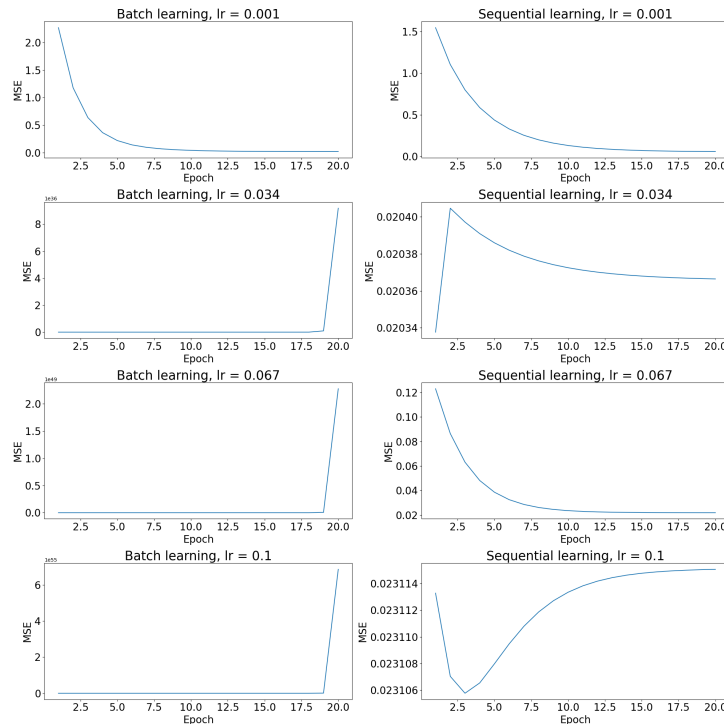 Batch learning, lr = 0.001
MSE
2.0
1.5
1.0
0.5
0.0
2.5 5.0 7.5 10.0 12.5 15.0 17.5 20.0
Epoch
Sequential learning, lr = 0.001
MSE
1.5
1.0
0.5
0.0
2.5 5.0 7.5 10.0 12.5 15.0 17.5 20.0
Epoch
Batch learning, lr = 0.034
1e36
MSE
8
6
4
2
0
2.5 5.0 7.5 10.0 12.5 15.0 17.5 20.0
Epoch
Sequential learning, lr = 0.034
MSE
0.02040
0.02038
0.02036
0.02034
2.5 5.0 7.5 10.0 12.5 15.0 17.5 20.0
Epoch
Batch learning, lr = 0.067
1e49
MSE
2.0
1.5
1.0
0.5
0.0
2.5 5.0 7.5 10.0 12.5 15.0 17.5 20.0
Epoch
Sequential learning, lr = 0.067
MSE
0.12
0.10
0.08
0.06
0.04
0.02
2.5 5.0 7.5 10.0 12.5 15.0 17.5 20.0
Epoch
Batch learning, lr = 0.1
1e55
MSE
6
4
2
0
2.5 5.0 7.5 10.0 12.5 15.0 17.5 20.0
Epoch
Sequential learning, lr = 0.1
MSE
0.023114
0.023112
0.023110
0.023108
0.023106
2.5 5.0 7.5 10.0 12.5 15.0 17.5 20.0
Epoch